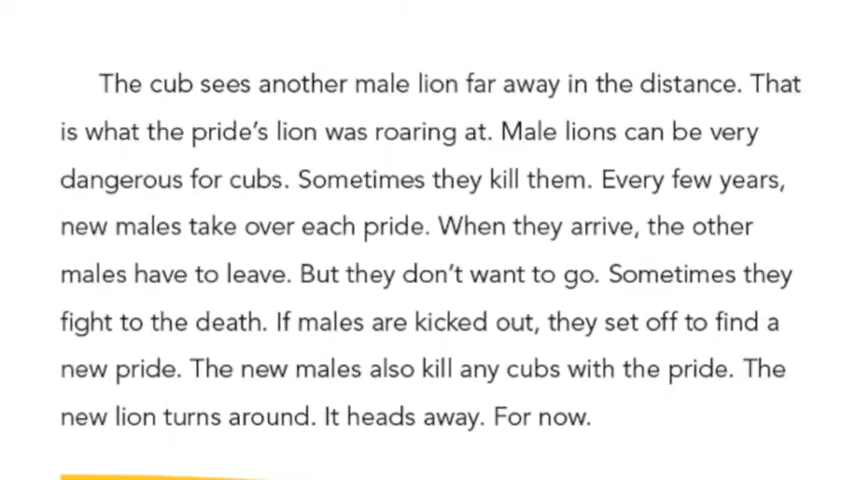 The cub sees another male lion far away in the distance. That
is what the pride's lion was roaring at. Male lions can be very
dangerous for cubs. Sometimes they kill them. Every few years,
new males take over each pride. When they arrive, the other
males have to leave. But they don't want to go. Sometimes they
fight to the death. If males are kicked out, they set off to find a
new pride. The new males also kill any cubs with the pride. The
new lion turns around. It heads away. For now.